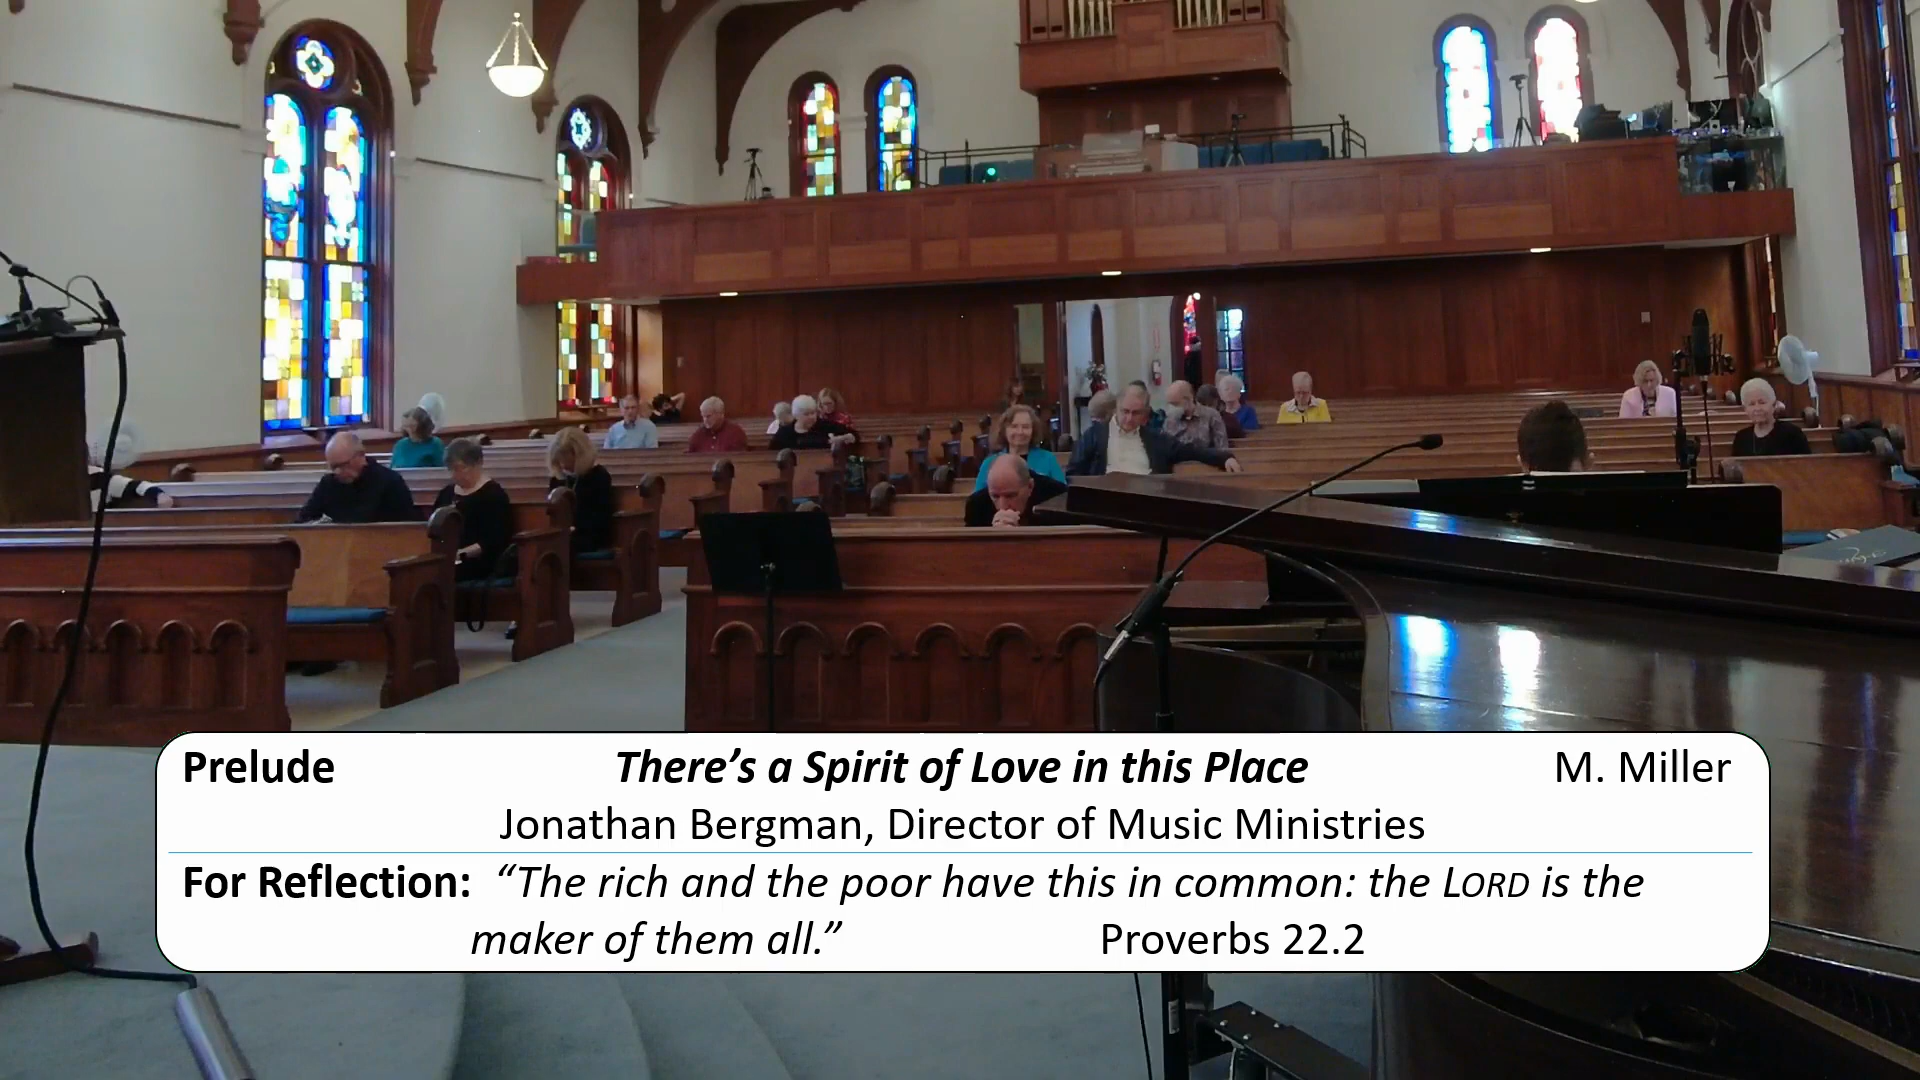 Prelude There’s a Spirit of Love in this Place M. Miller
Jonathan Bergman, Director of Music Ministries
For Reflection: “The rich and the poor have this in common: the LORD is the
maker of them all.” Proverbs 22.2